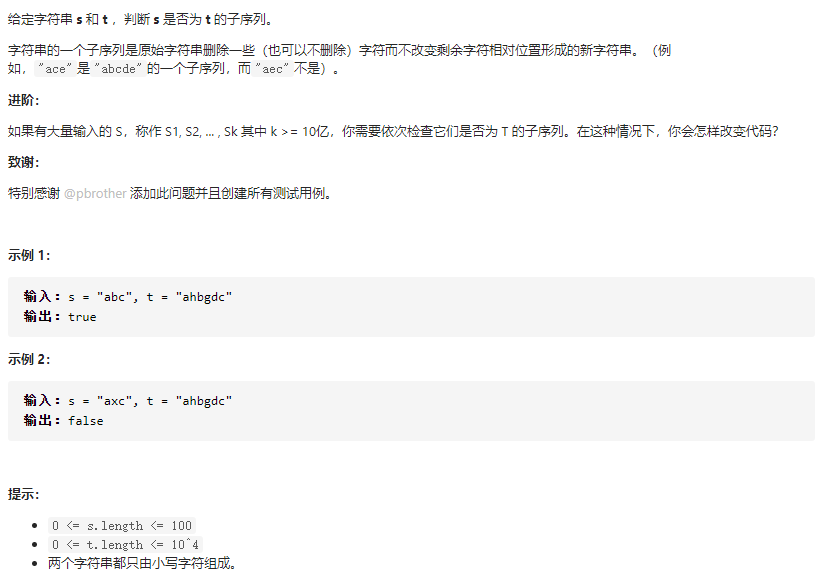 给定字符串 s 和 t ，判断 s 是否为 t 的子序列。
字符串的一个子序列是原始字符串删除一些（也可以不删除）字符而不改变剩余字符相对位置形成的新字符串。（例
如，"ace"是"abcde"的一个子序列，而"aec"不是）。
进阶：
如果有大量输入的 S，称作 S1, S2, ... , Sk 其中 k >= 10亿，你需要依次检查它们是否为 T 的子序列。在这种情况下，你会怎样改变代码？
致谢：
特别感谢 @pbrother 添加此问题并且创建所有测试用例。
示例 1：
输入：s = "abc", t = "ahbgdc"
输出：true
示例 2：
输入：s = "axc", t = "ahbgdc"
输出：false
提示：
0 <= s.length <= 100
0 <= t.length <= 10^4
两个字符串都只由小写字符组成。